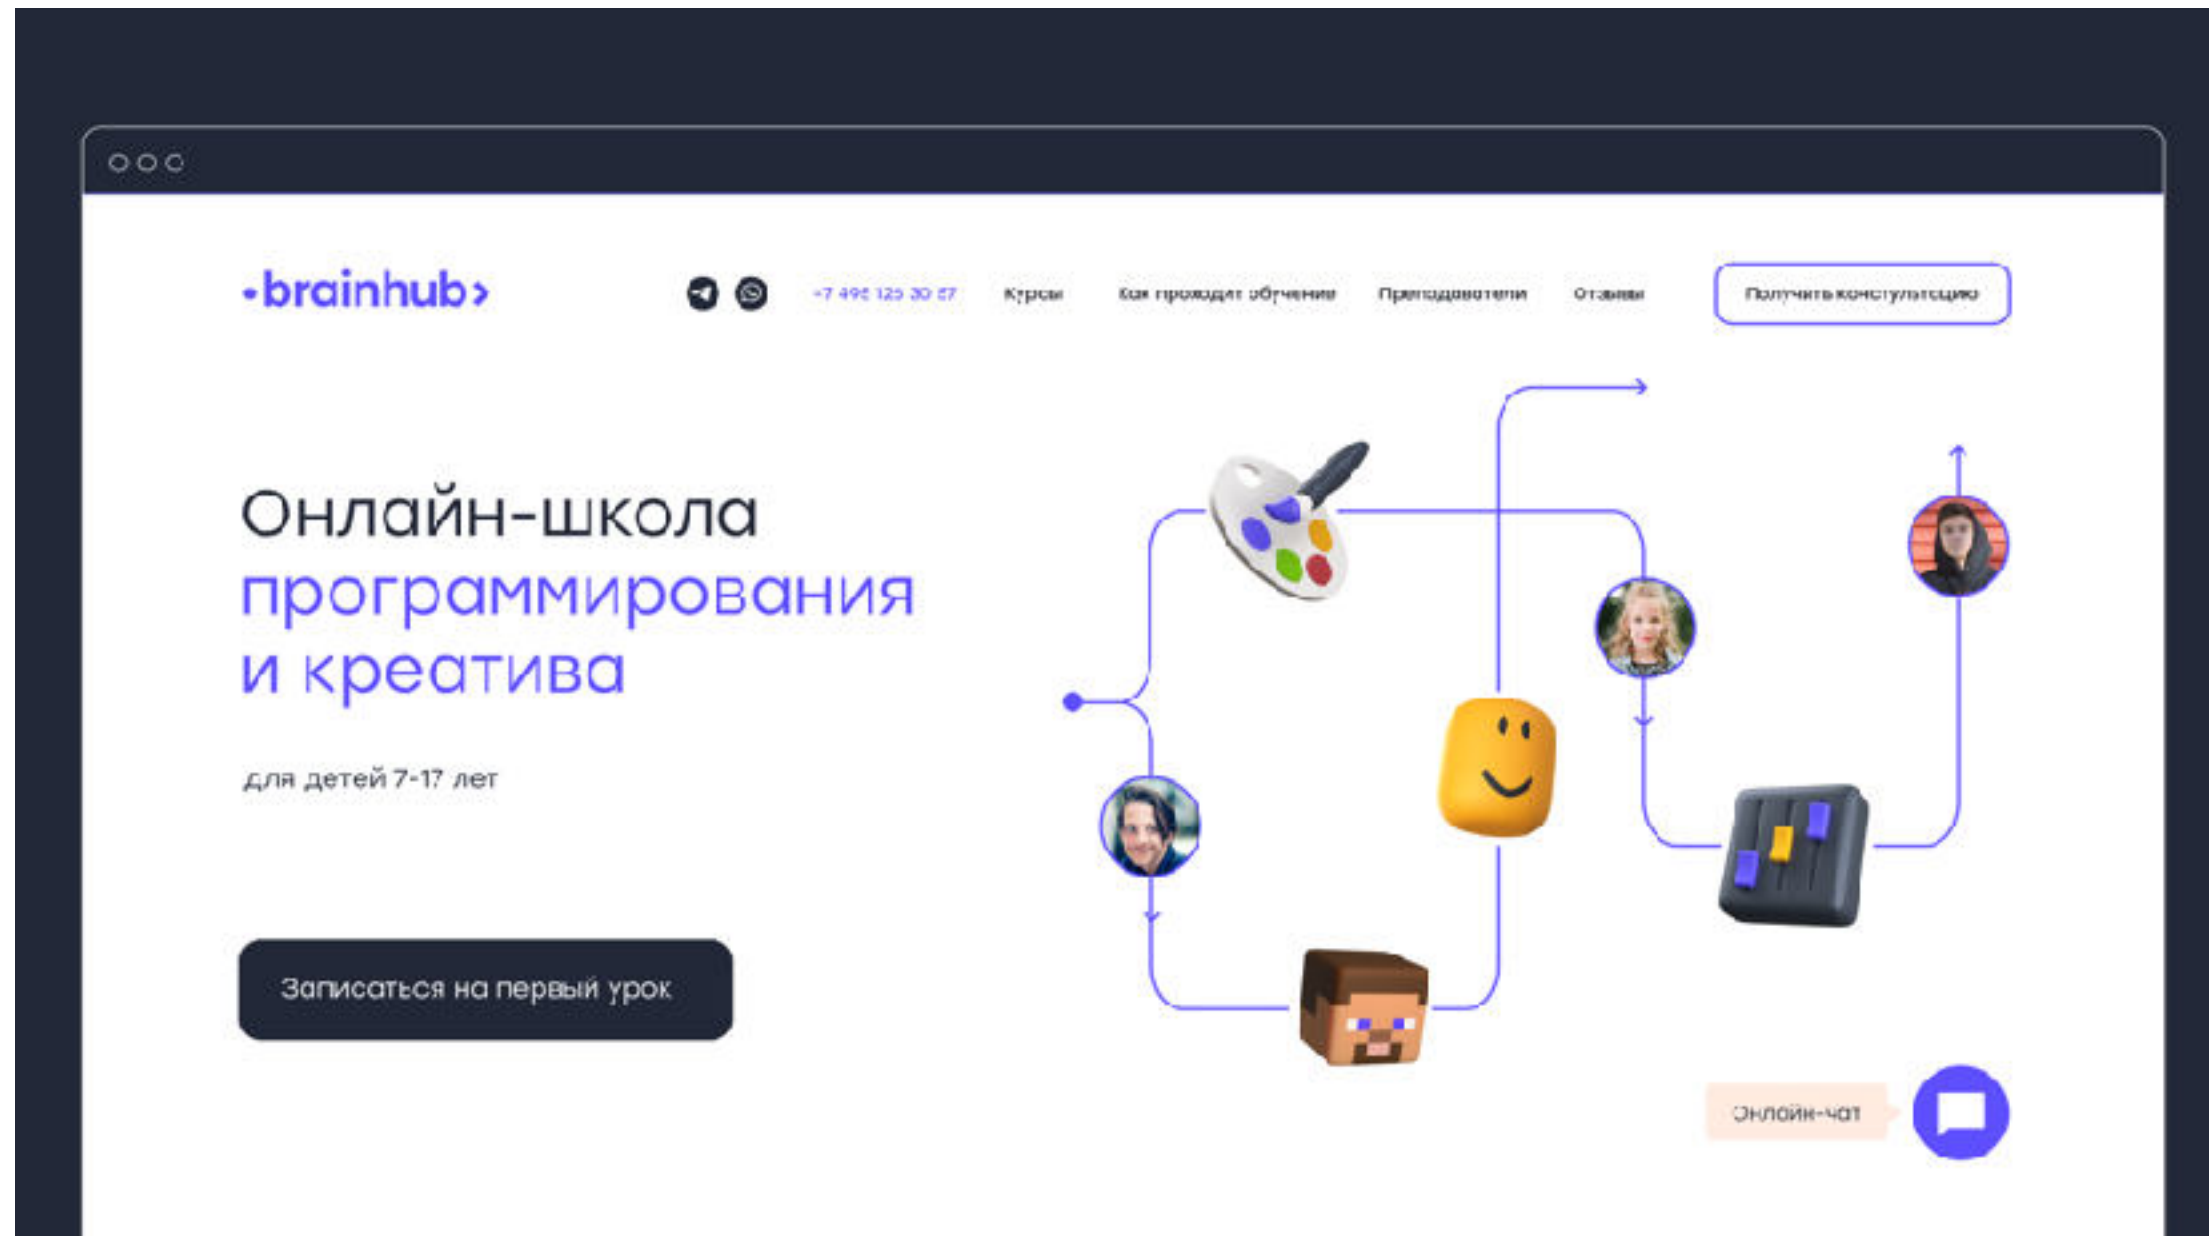 brainhub
Курсы
Как проходит обучение
Преподаватели
Отзывы
Получить консультацию
Онлайн-школа
программирования
и креатива
для детей 7-17 лет
Записаться на первый урок
Онлайн-чат